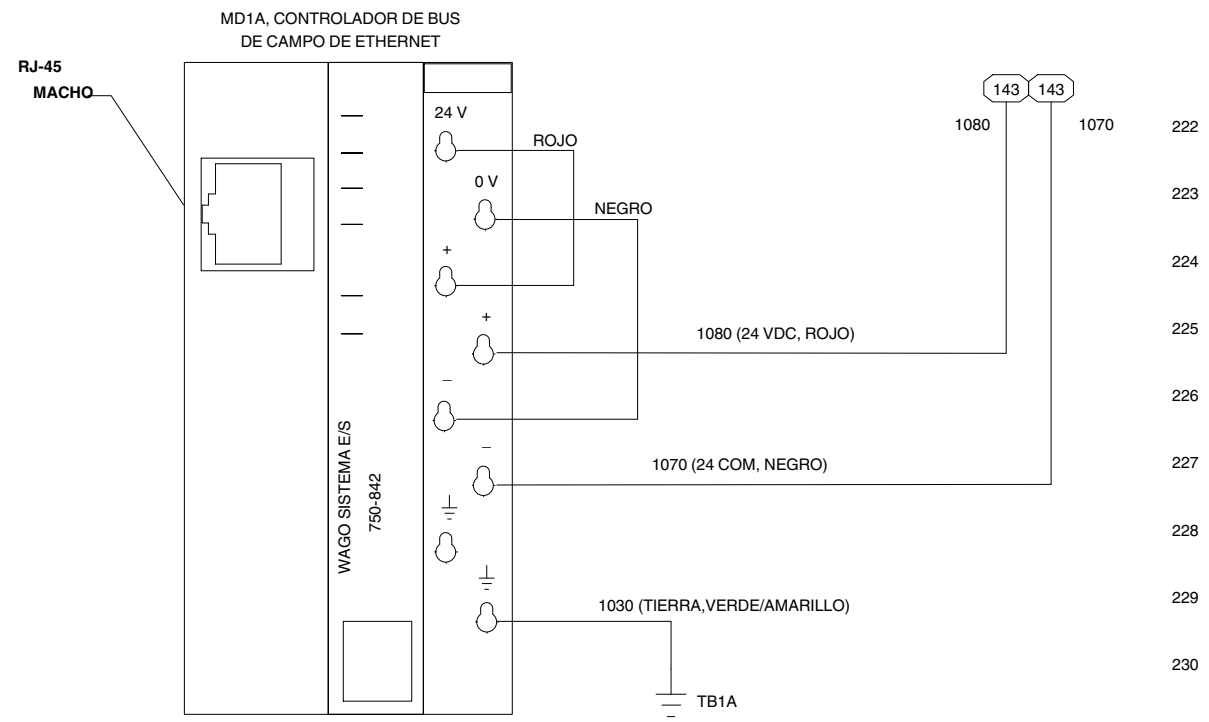 MD1A, CONTROLADOR DE BUS
DE CAMPO DE ETHERNET
RJ-45
MACHO
24 V
ROJO
0 V
NEGRO
+
+
1080 (24 VDC, ROJO)
–
–
1070 (24 COM, NEGRO)
WAGO SISTEMA E/S
750-842
1030 (TIERRA,VERDE/AMARILLO)
TB1A
143
143
1080
1070
222
223
224
225
226
227
228
229
230